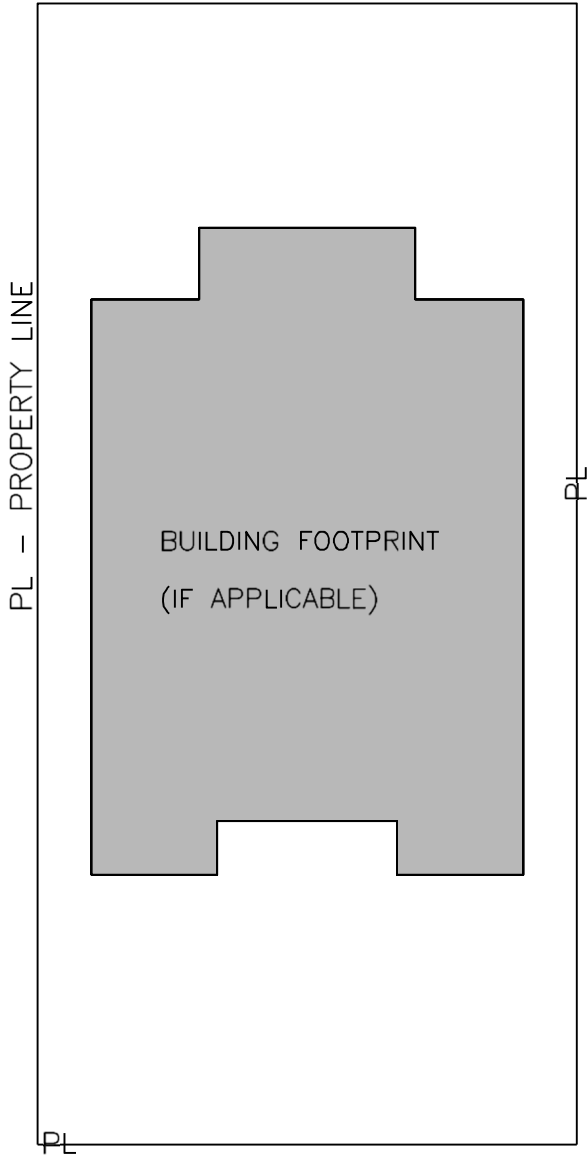 PL - PROPERTY LINE
PL
BUILDING FOOTPRINT
(IF APPLICABLE)
PL